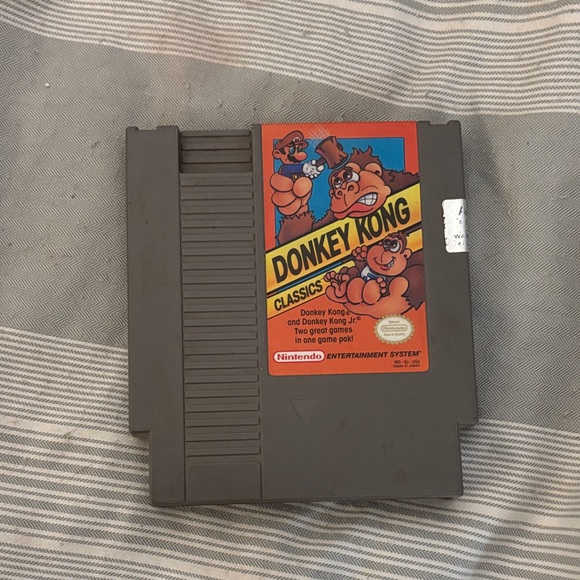 DONKEY KONG
CLASSICS
Donkey Kong®
and Donkey Kong Jr.®
Two great games
in one game pak!
Nintendo ENTERTAINMENT SYSTEM
Nintendo